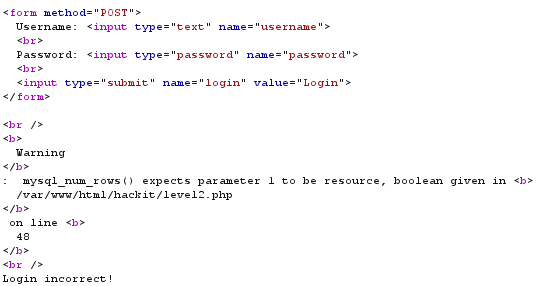 <form method="POST">
Username: <input type="text" name="username">
<br>
Password: <input type="password" name="password">
<br>
<input type="submit" name="login" value="Login">
</form>
<br />
<b>
Warning
</b>
:  mysql_num_rows() expects parameter 1 to be resource, boolean given in <b>
/var/www/html/hackit/level2.php
</b>
on line <b>
48
</b>
<br />
Login incorrect!